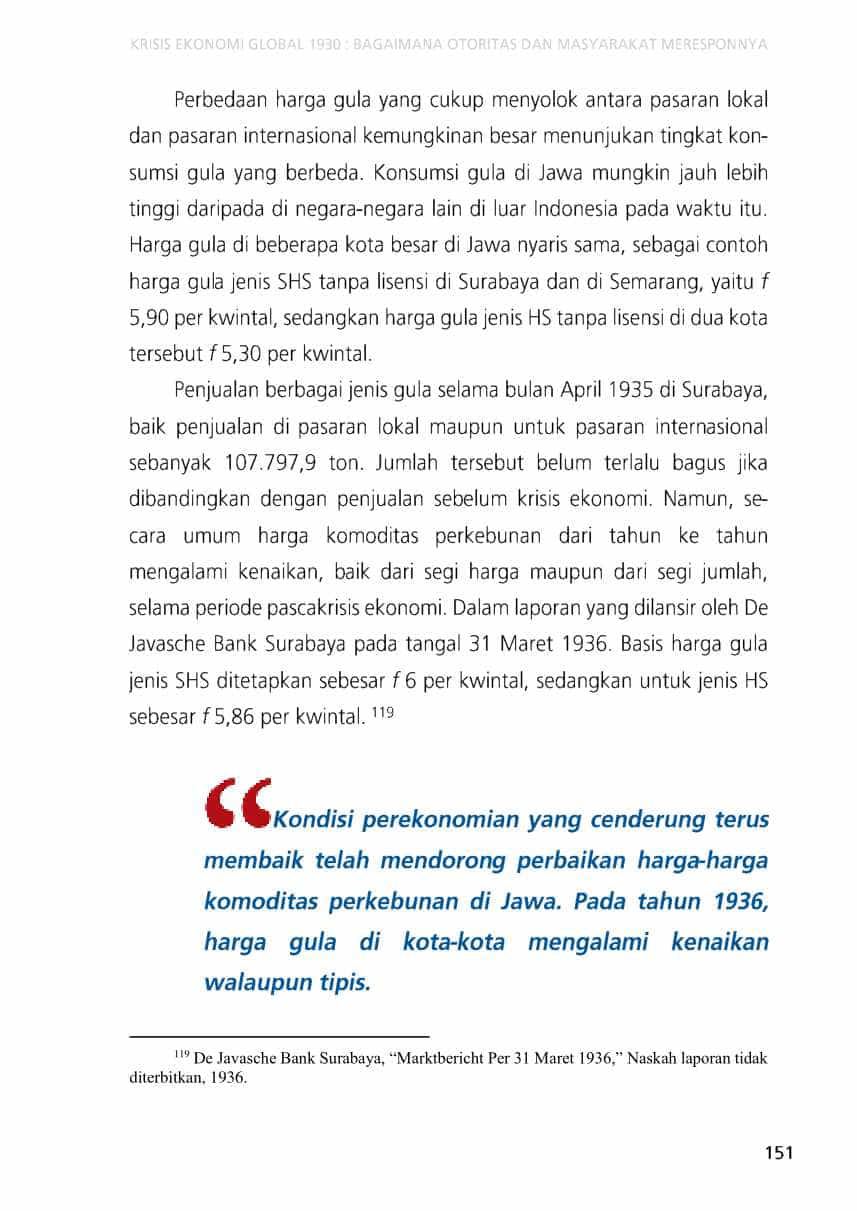 KRISIS EKONOMI GLOBAL 1930 : BAGAIMANA OTORITAS DAN MASYARAKAT MERESPONNYA
Perbedaan harga gula yang cukup menyolok antara pasaran lokal
dan pasaran internasional kemungkinan besar menunjukan tingkat kon-
sumsi gula yang berbeda. Konsumsi gula di Jawa mungkin jauh lebih
tinggi daripada di negara-negara lain di luar Indonesia pada waktu itu.
Harga gula di beberapa kota besar di Jawa nyaris sama, sebagai contoh
harga gula jenis SHS tanpa lisensi di Surabaya dan di Semarang, yaitu f
5,90 per kwintal, sedangkan harga gula jenis HS tanpa lisensi di dua kota
tersebut f 5,30 per kwintal.
Penjualan berbagai jenis gula selama bulan April 1935 di Surabaya,
baik penjualan di pasaran lokal maupun untuk pasaran internasional
sebanyak 107.797,9 ton. Jumlah tersebut belum terlalu bagus jika
dibandingkan dengan penjualan sebelum krisis ekonomi. Namun, se-
cara umum harga komoditas perkebunan dari tahun ke tahun
mengalami kenaikan, baik dari segi harga maupun dari segi jumlah,
selama periode pascakrisis ekonomi. Dalam laporan yang dilansir oleh De
Javasche Bank Surabaya pada tangal 31 Maret 1936. Basis harga gula
jenis SHS ditetapkan sebesar f 6 per kwintal, sedangkan untuk jenis HS
sebesar f 5,86 per kwintal. 119
“Kondisi perekonomian yang cenderung terus
membaik telah mendorong perbaikan harga-harga
komoditas perkebunan di Jawa. Pada tahun 1936,
harga gula di kota-kota mengalami kenaikan
walaupun tipis.
119 De Javasche Bank Surabaya, “Marktbericht Per 31 Maret 1936,” Naskah laporan tidak
diterbitkan, 1936.
151